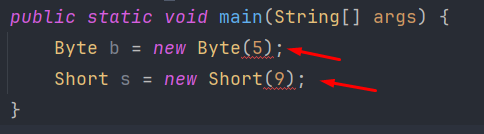 public static void main(String[] args) {
    Byte b = new Byte(5);
    Short s = new Short(9);
}